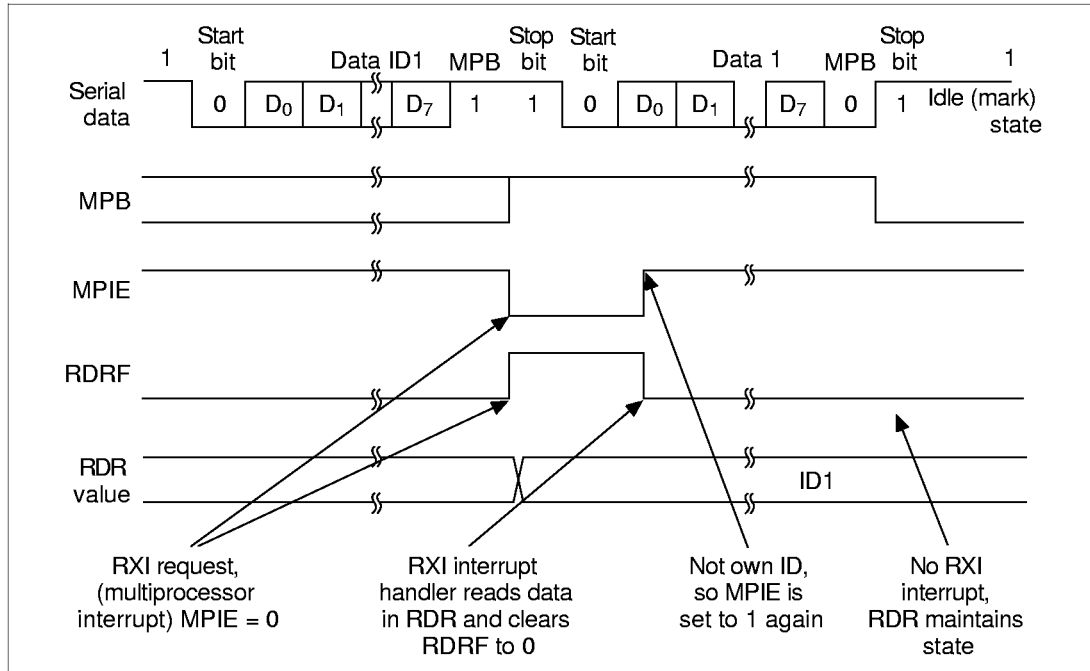 1 Start bit Data ID1 MPB Stop bit Start bit Data 1 MPB Stop bit 1
Serial data 0 D0 D1 D7 1 1 0 D0 D1 D7 0 1 Idle (mark) state
MPB
MPIE
RDRF
RDR value ID1
RXI request,
(multiprocessor
interrupt) MPIE = 0
RXI interrupt
handler reads data
in RDR and clears
RDRF to 0
Not own ID,
so MPIE is
set to 1 again
No RXI
interrupt,
RDR maintains
state